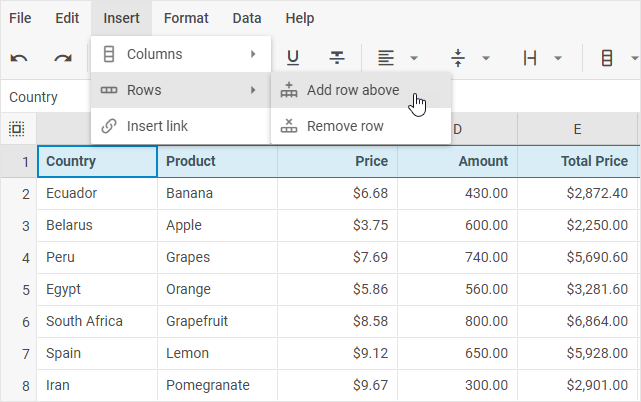 File Edit Insert Format Data Help
Columns
Rows Add row above
Country
Insert link Remove row
D E
1 Country Product Price Amount Total Price
2 Ecuador Banana $6.68 430.00 $2,872.40
3 Belarus Apple $3.75 600.00 $2,250.00
4 Peru Grapes $7.69 740.00 $5,690.60
5 Egypt Orange $5.86 560.00 $3,281.60
6 South Africa Grapefruit $8.58 800.00 $6,864.00
7 Spain Lemon $9.12 650.00 $5,928.00
8 Iran Pomegranate $9.67 300.00 $2,901.00